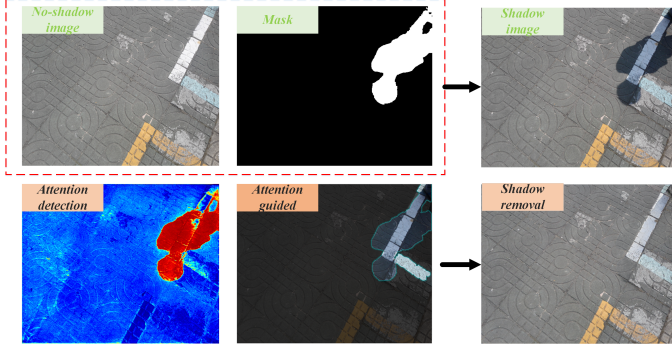 No-shadow
image
Mask
Shadow
image
Attention
detection
Attention
guided
Shadow
removal